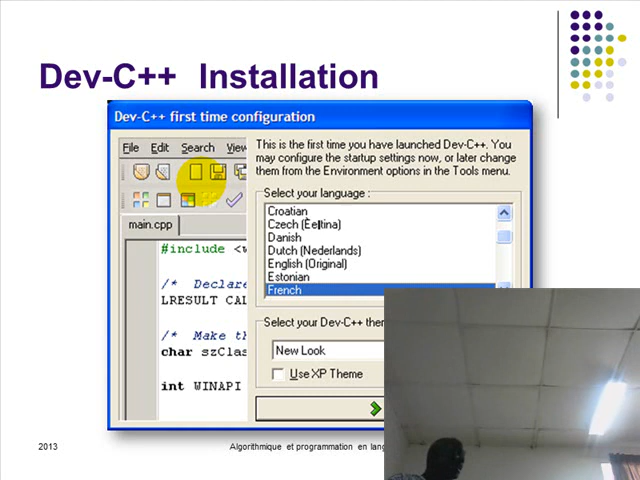 Dev-C++ Installation
Dev-C++ first time configuration
File Edit Search View
main.cpp
#include <w
/* Declare
LRESULT CAL
/* Make th
char szClas
int WINAPI
This is the first time you have launched Dev-C++. You
may configure the startup settings now, or later change
them from the Environment options in the Tools menu.
Select your language :
Croatian
Czech (Èeština)
Danish
Dutch (Nederlands)
English (Original)
Estonian
French
Select your Dev-C++ them
New Look
Use XP Theme
2013
Algorithmique et programmation en lang